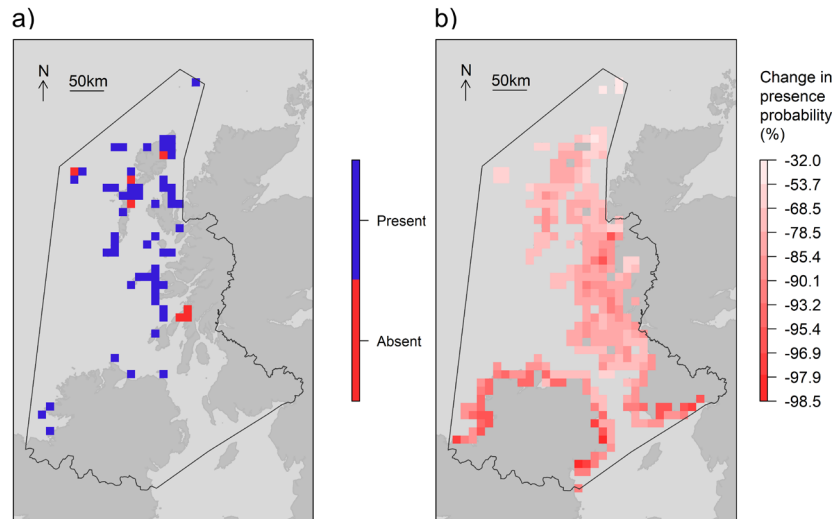 a)
N
50km
Present
Absent
b)
N
50km
Change in
presence
probability
(%)
-32.0
-53.7
-68.5
-78.5
-85.4
-90.1
-93.2
-95.4
-96.9
-97.9
-98.5